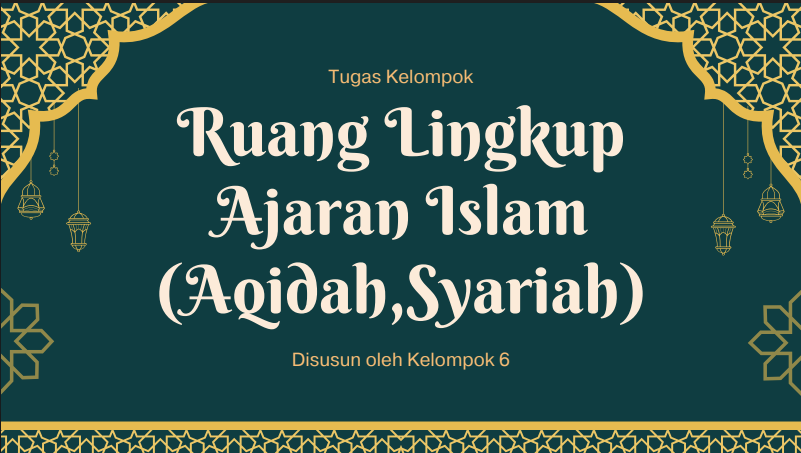 Tugas Kelompok
Ruang Lingkup
Ajaran Islam
(Aqidah,Syariah)
Disusun oleh Kelompok 6